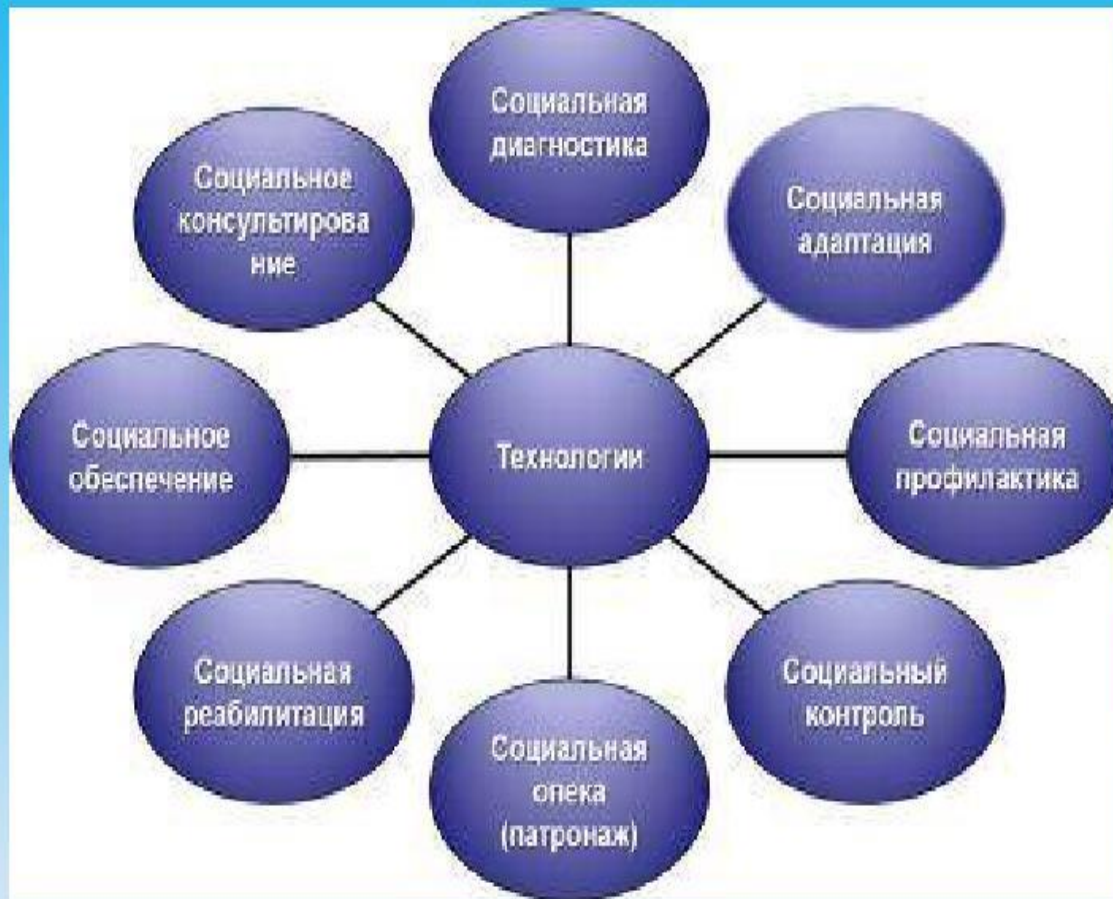 Социальная
диагностика
Социальная
адаптация
Социальная
профилактика
Социальный
контроль
Социальная
опека
(патронаж)
Социальная
реабилитация
Социальное
обеспечение
Социальное
консультирова
ние
Технологии